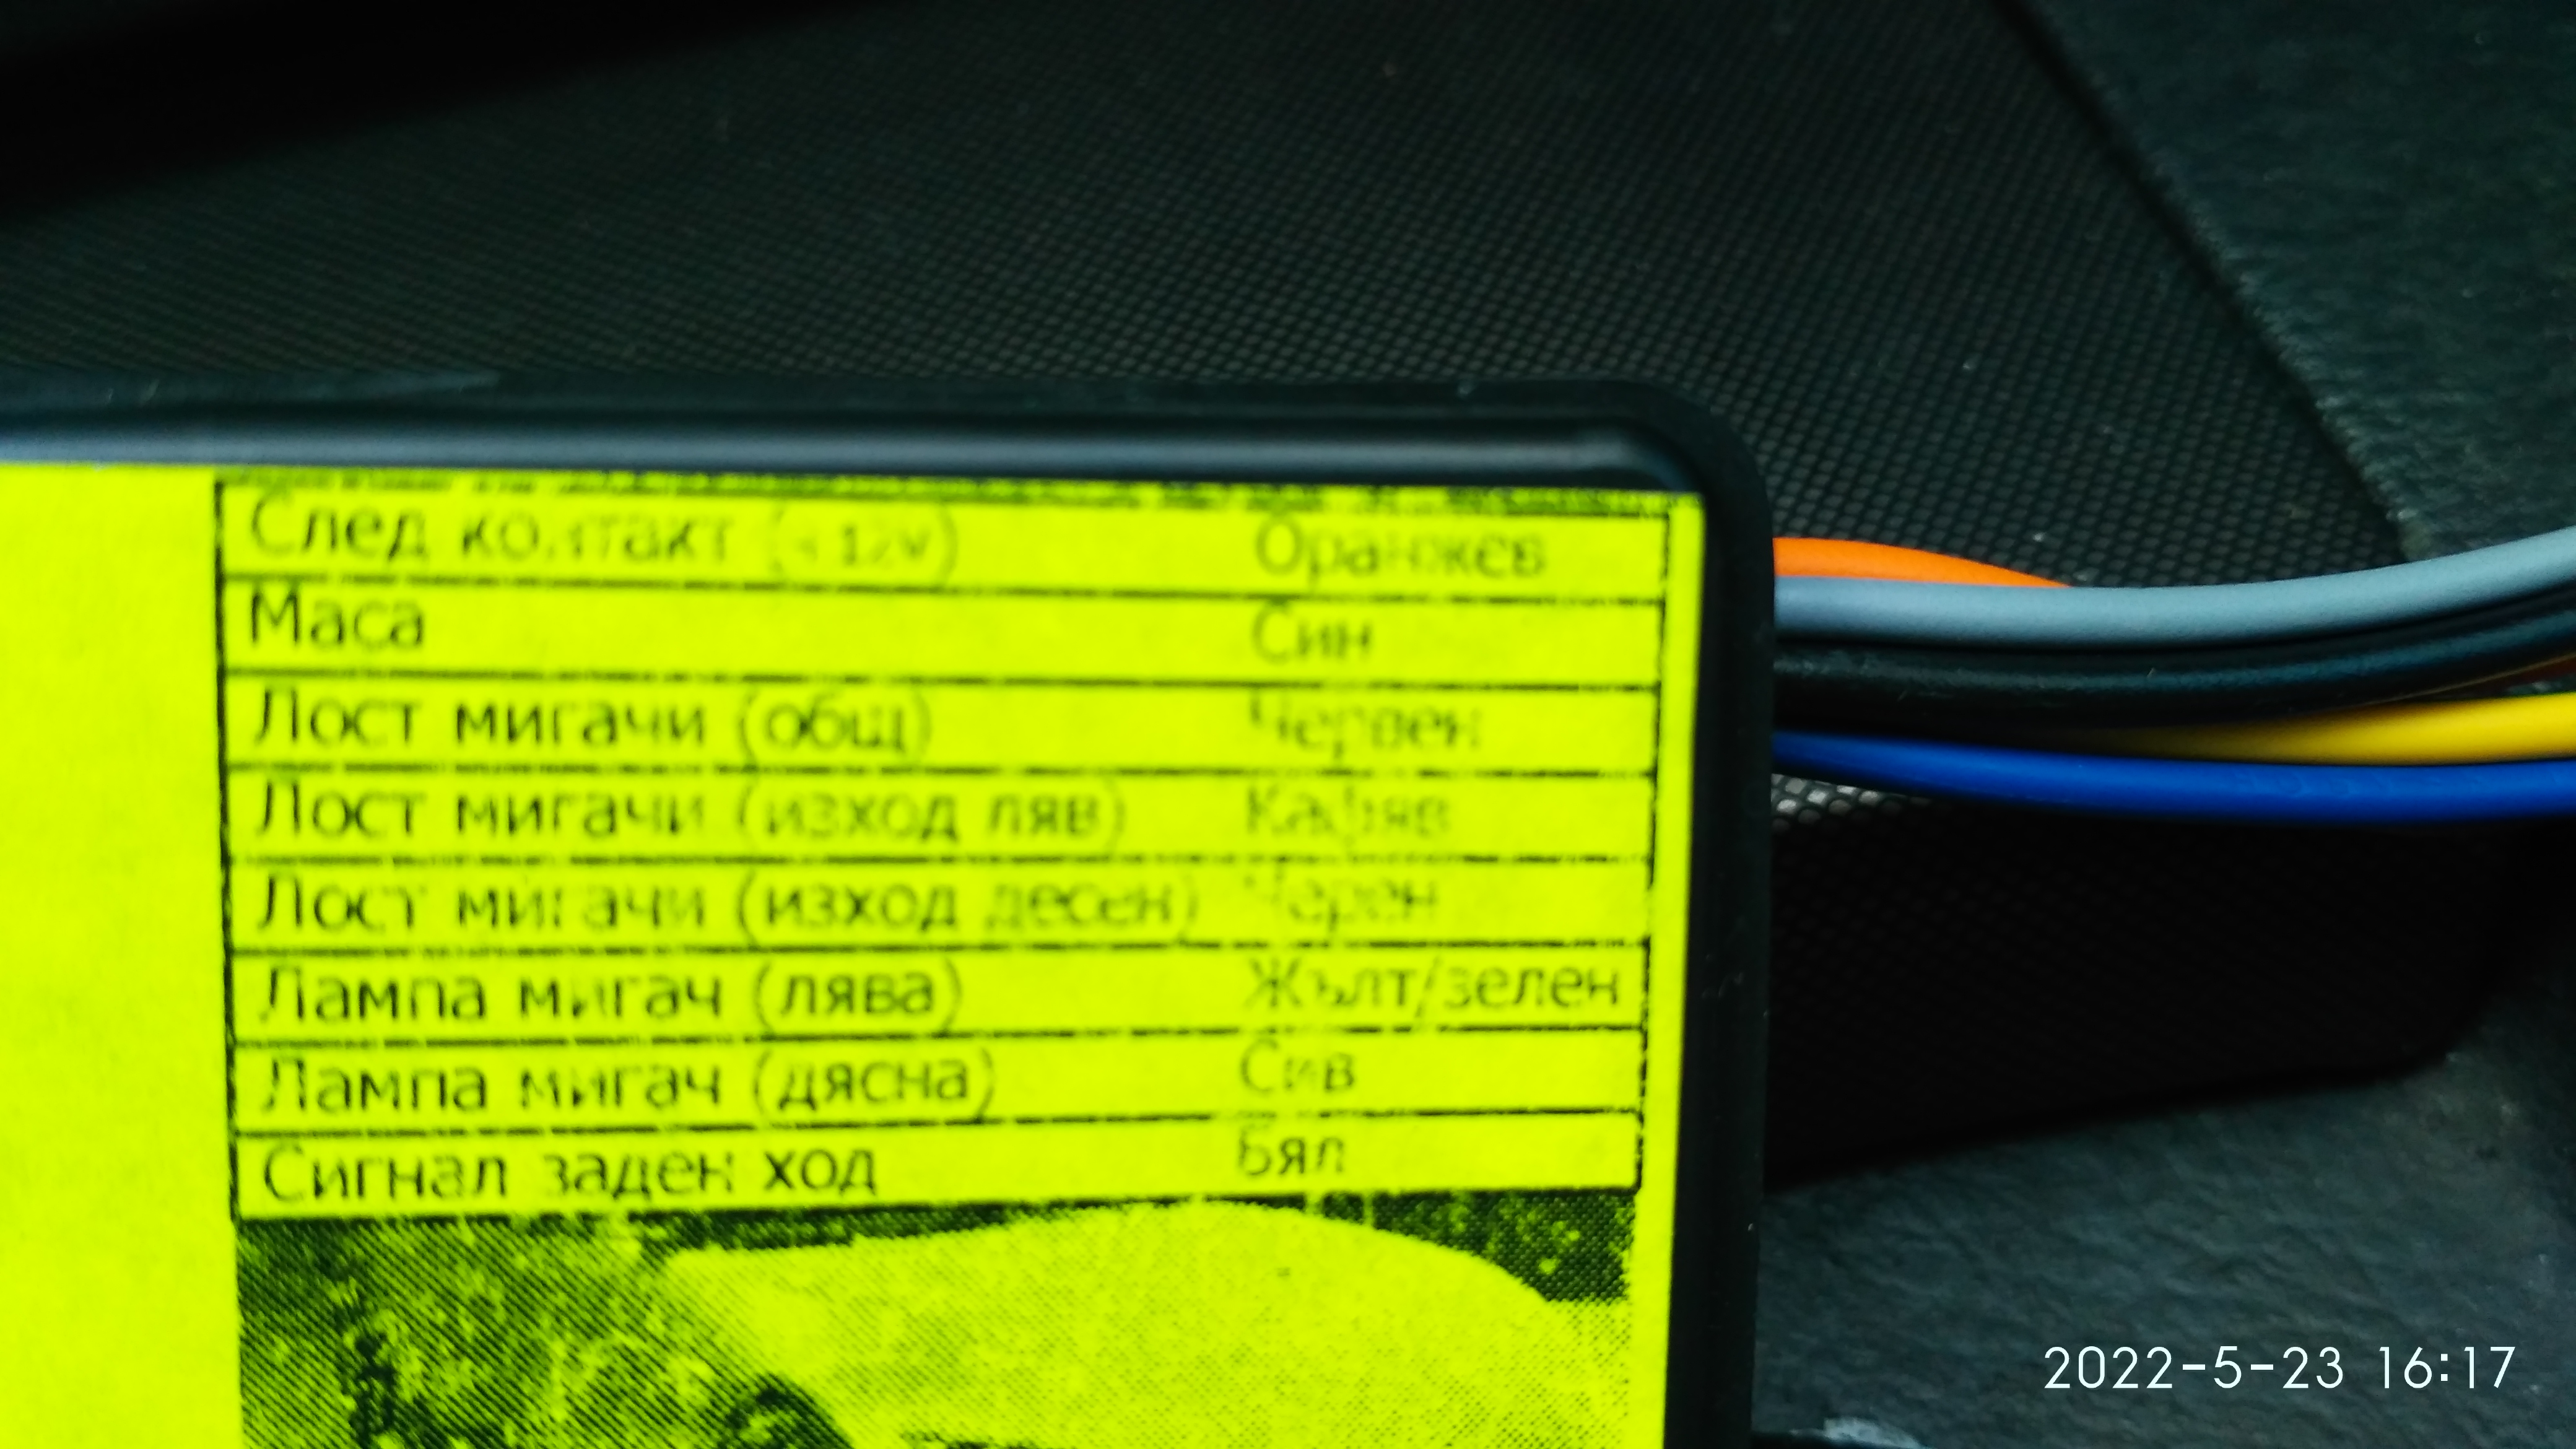 След контакт (+12V) Оранжев
Маса Син
Лост мигачи (общ) Червен
Лост мигачи (изход ляв) Кафяв
Лост мигачи (изход десен) Черен
Лампа мигач (лява) Жълт/зелен
Лампа мигач (дясна) Сив
Сигнал заден ход Бял
2022-5-23 16:17